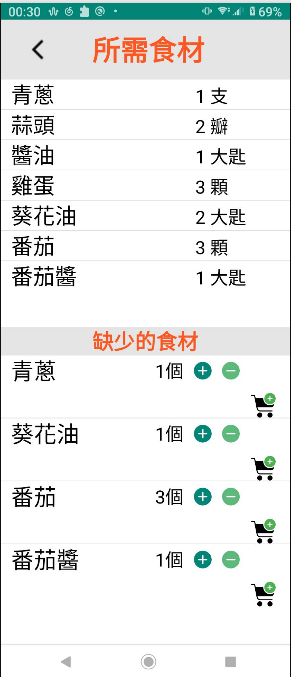 00:30 69%
所需食材
青蔥 1 支
蒜頭 2 瓣
醬油 1 大匙
雞蛋 3 顆
葵花油 2 大匙
番茄 3 顆
番茄醬 1 大匙
缺少的食材
青蔥 1個
葵花油 1個
番茄 3個
番茄醬 1個